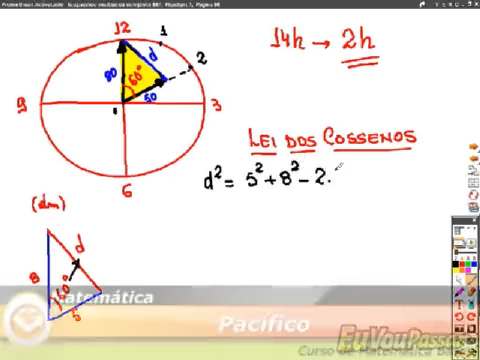 12
1
14h → 2h
d
2
80
60°
50
9
3
6
LEI DOS COSSENOS
d² = 5² + 8² - 2.
(dm)
d
8
60°
5
Matemática
Pacífico
EuVouPassar
Curso de Matemática Bás